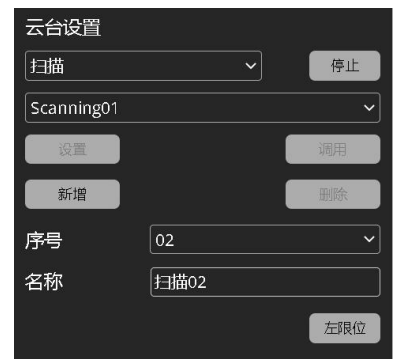 云台设置
扫描 停止
Scanning01
设置 调用
新增 删除
序号 02
名称 扫描02
左限位